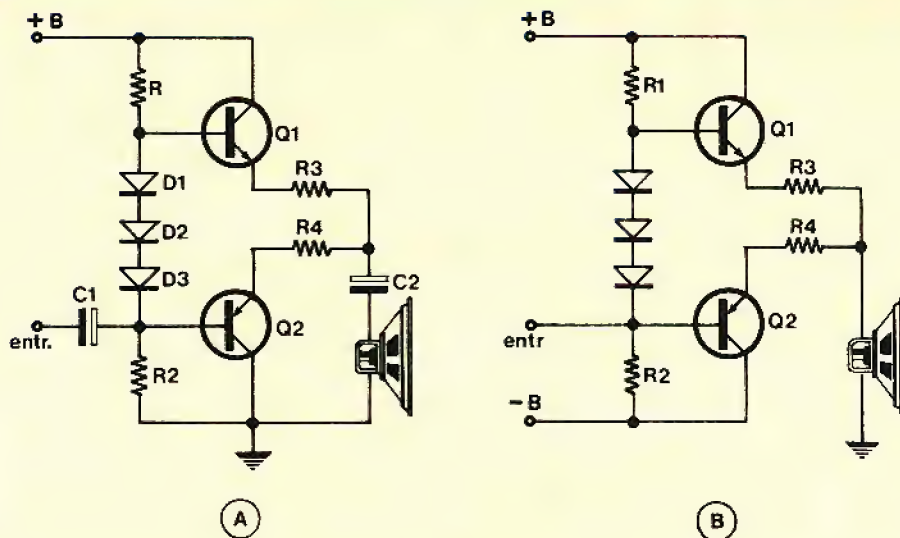 + B
R
Q1
D1
R3
D2
R4
D3
C2
C1
Q2
entr.
R2
A
+ B
R1
Q1
R3
R4
Q2
entr
R2
- B
B